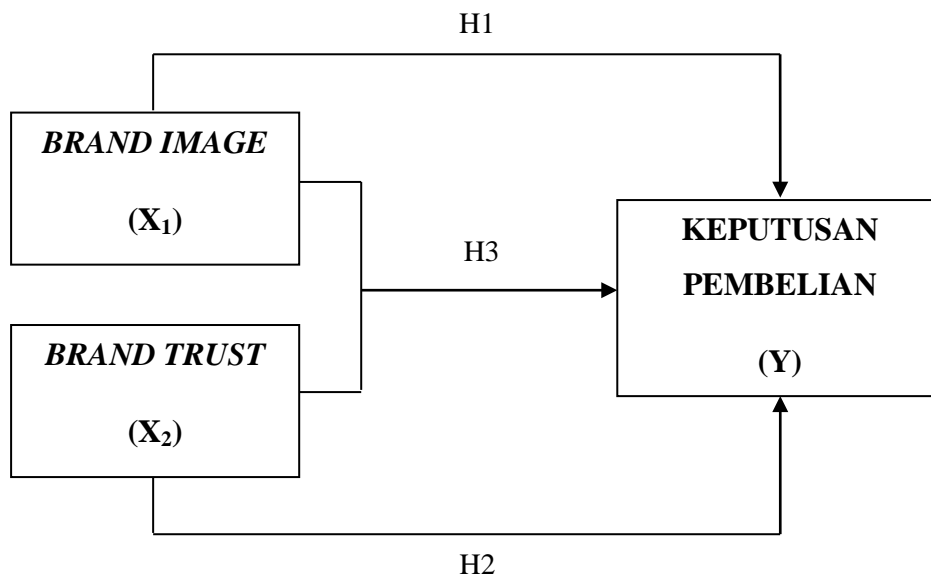 H1
BRAND IMAGE
(X₁)
KEPUTUSAN
PEMBELIAN
(Y)
H3
BRAND TRUST
(X₂)
H2